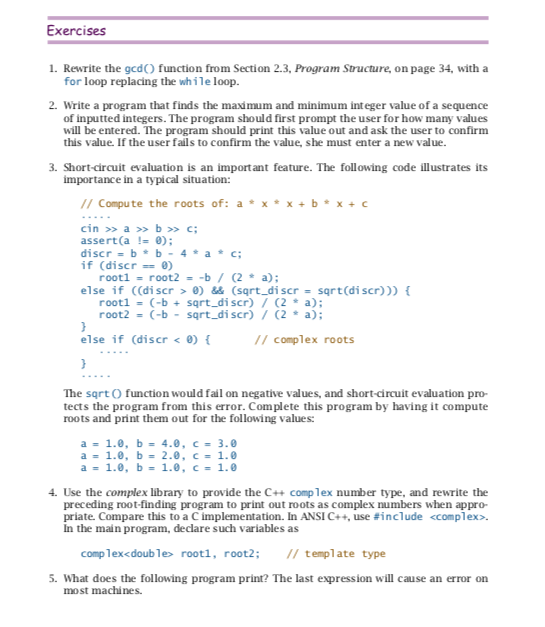 Exercises
1. Rewrite the gcd() function from Section 2.3, Program Structure, on page 34, with a
for loop replacing the while loop.
2. Write a program that finds the maximum and minimum integer value of a sequence
of inputted integers. The program should first prompt the user for how many values
will be entered. The program should print this value out and ask the user to confirm
this value. If the user fails to confirm the value, she must enter a new value.
3. Short-circuit evaluation is an important feature. The following code illustrates its
importance in a typical situation:
// Compute the roots of: a * x * x + b * x + c
.....
cin >> a >> b >> c;
assert(a != 0);
discr = b * b - 4 * a * c;
if (discr == 0)
root1 = root2 = -b / (2 * a);
else if ((discr > 0) && (sqrt_discr = sqrt(discr))) {
root1 = (-b + sqrt_discr) / (2 * a);
root2 = (-b - sqrt_discr) / (2 * a);
}
else if (discr < 0) { // complex roots
.....
}
.....
The sqrt() function would fail on negative values, and short-circuit evaluation pro-
tects the program from this error. Complete this program by having it compute
roots and print them out for the following values:
a = 1.0, b = 4.0, c = 3.0
a = 1.0, b = 2.0, c = 1.0
a = 1.0, b = 1.0, c = 1.0
4. Use the complex library to provide the C++ complex number type, and rewrite the
preceding root-finding program to print out roots as complex numbers when appro-
priate. Compare this to a C implementation. In ANSI C++, use #include <complex>.
In the main program, declare such variables as
complex<double> root1, root2; // template type
5. What does the following program print? The last expression will cause an error on
most machines.